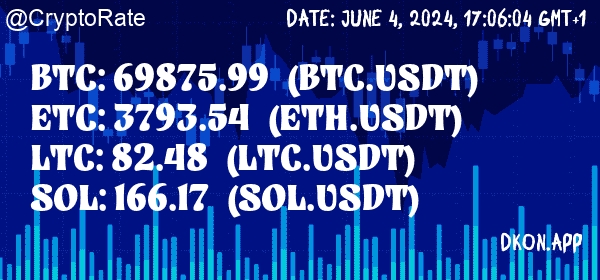 @CryptoRate
DATE: JUNE 4, 2024, 17:06:04 GMT+1
BTC: 69875.99 (BTC.USDT)
ETC: 3793.54 (ETH.USDT)
LTC: 82.48 (LTC.USDT)
SOL: 166.17 (SOL.USDT)
DKON.APP